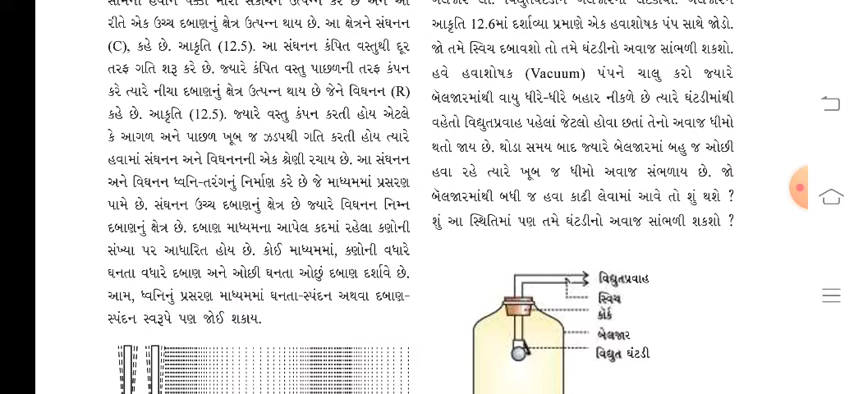 રીતે એક ઉચ્ચ દબાણનું ક્ષેત્ર ઉત્પન્ન થાય છે. આ ક્ષેત્રને સંઘનન
(C), કહે છે. આકૃતિ (12.5). આ સંઘનન કંપિત વસ્તુથી દૂર
તરફ ગતિ શરૂ કરે છે. જ્યારે કંપિત વસ્તુ પાછળની તરફ કંપન
કરે ત્યારે નીચા દબાણનું ક્ષેત્ર ઉત્પન્ન થાય છે જેને વિઘનન (R)
કહે છે. આકૃતિ (12.5). જ્યારે વસ્તુ કંપન કરતી હોય એટલે
કે આગળ અને પાછળ ખૂબ જ ઝડપથી ગતિ કરતી હોય ત્યારે
હવામાં સંઘનન અને વિઘનનની એક શ્રેણી રચાય છે. આ સંઘનન
અને વિઘનન ધ્વનિ-તરંગનું નિર્માણ કરે છે જે માધ્યમમાં પ્રસરણ
પામે છે. સંઘનન ઉચ્ચ દબાણનું ક્ષેત્ર છે જ્યારે વિઘનન નિમ્ન
દબાણનું ક્ષેત્ર છે. દબાણ માધ્યમના આપેલ કદમાં રહેલા કણોની
સંખ્યા પર આધારિત હોય છે. કોઈ માધ્યમમાં, કણોની વધારે
ઘનતા વધારે દબાણ અને ઓછી ઘનતા ઓછું દબાણ દર્શાવે છે.
આમ, ધ્વનિનું પ્રસરણ માધ્યમમાં ઘનતા-સ્પંદન અથવા દબાણ-
સ્પંદન સ્વરૂપે પણ જોઈ શકાય.
આકૃતિ 12.6માં દર્શાવ્યા પ્રમાણે એક હવાશોષક પંપ સાથે જોડો.
જો તમે સ્વિચ દબાવશો તો તમે ઘંટડીનો અવાજ સાંભળી શકશો.
હવે હવાશોષક (Vacuum) પંપને ચાલુ કરો જ્યારે
બૅલજારમાંથી વાયુ ધીરે-ધીરે બહાર નીકળે છે ત્યારે ઘંટડીમાંથી
વહેતો વિદ્યુતપ્રવાહ પહેલાં જેટલો હોવા છતાં તેનો અવાજ ધીમો
થતો જાય છે. થોડા સમય બાદ જ્યારે બેલજારમાં બહુ જ ઓછી
હવા રહે ત્યારે ખૂબ જ ધીમો અવાજ સંભળાય છે. જો
બૅલજારમાંથી બધી જ હવા કાઢી લેવામાં આવે તો શું થશે ?
શું આ સ્થિતિમાં પણ તમે ઘંટડીનો અવાજ સાંભળી શકશો ?
વિદ્યુતપ્રવાહ
સ્વિચ
કૉર્ક
બેલજાર
વિદ્યુત ઘંટડી